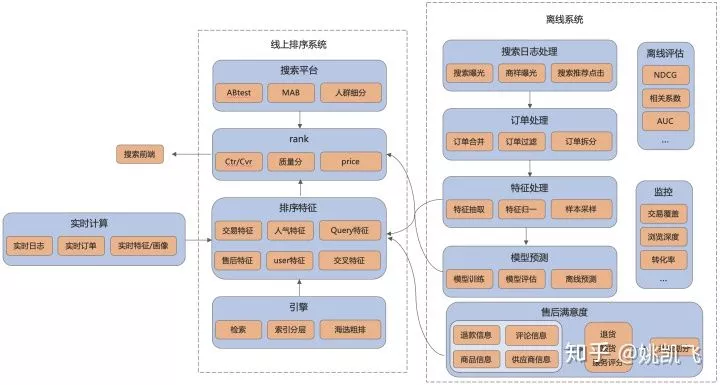 线上排序系统
搜索平台
ABtest
MAB
人群细分
rank
Ctr/Cvr
质量分
price
搜索前端
排序特征
交易特征
人气特征
Query特征
售后特征
user特征
交叉特征
实时计算
实时日志
实时订单
实时特征/画像
引擎
检索
索引分层
海选粗排
离线系统
搜索日志处理
搜索曝光
商祥曝光
搜索推荐点击
订单处理
订单合并
订单过滤
订单拆分
特征处理
特征抽取
特征归一
样本采样
模型预测
模型训练
模型评估
离线预测
售后满意度
退款信息
评论信息
商品信息
供应商信息
退货
服务评分
离线评估
NDCG
相关系数
AUC
...
监控
交易覆盖
浏览深度
转化率
...
知乎 @姚凯飞